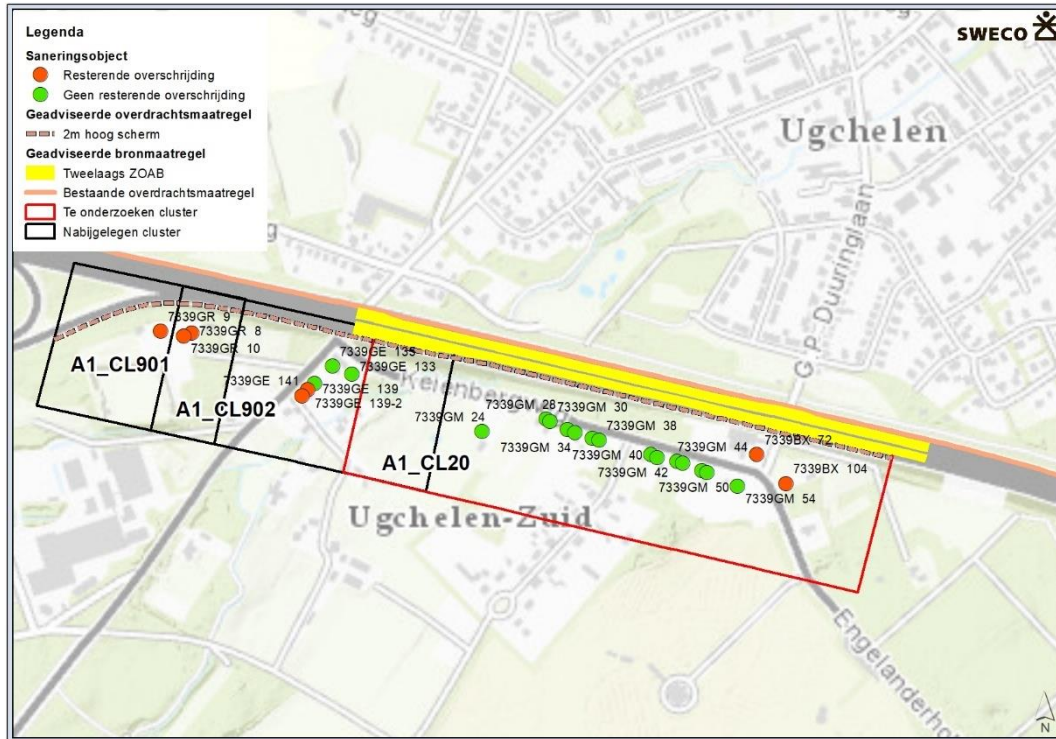 Legenda
Saneringsobject
Resterende overschrijding
Geen resterende overschrijding
Geadviseerde overdrachtsmaatregel
2m hoog scherm
Geadviseerde bronmaatregel
Tweelaags ZOAB
Bestaande overdrachtsmaatregel
Te onderzoeken cluster
Nabijgelegen cluster
SWECO
Ugchelen
G.P. Duuringlaan
7339GR 9
7339GR 8
7339GR 10
A1_CL901
A1_CL902
7339GE 135
7339GE 133
7339GE 141
7339GE 139
7339GE 139-2
7339GM 24
7339GM 28
7339GM 30
7339GM 38
7339GM 34
7339GM 40
7339GM 44
7339BX 72
7339GM 42
7339BX 104
7339GM 50
7339GM 54
A1_CL20
Ugchelen-Zuid
N